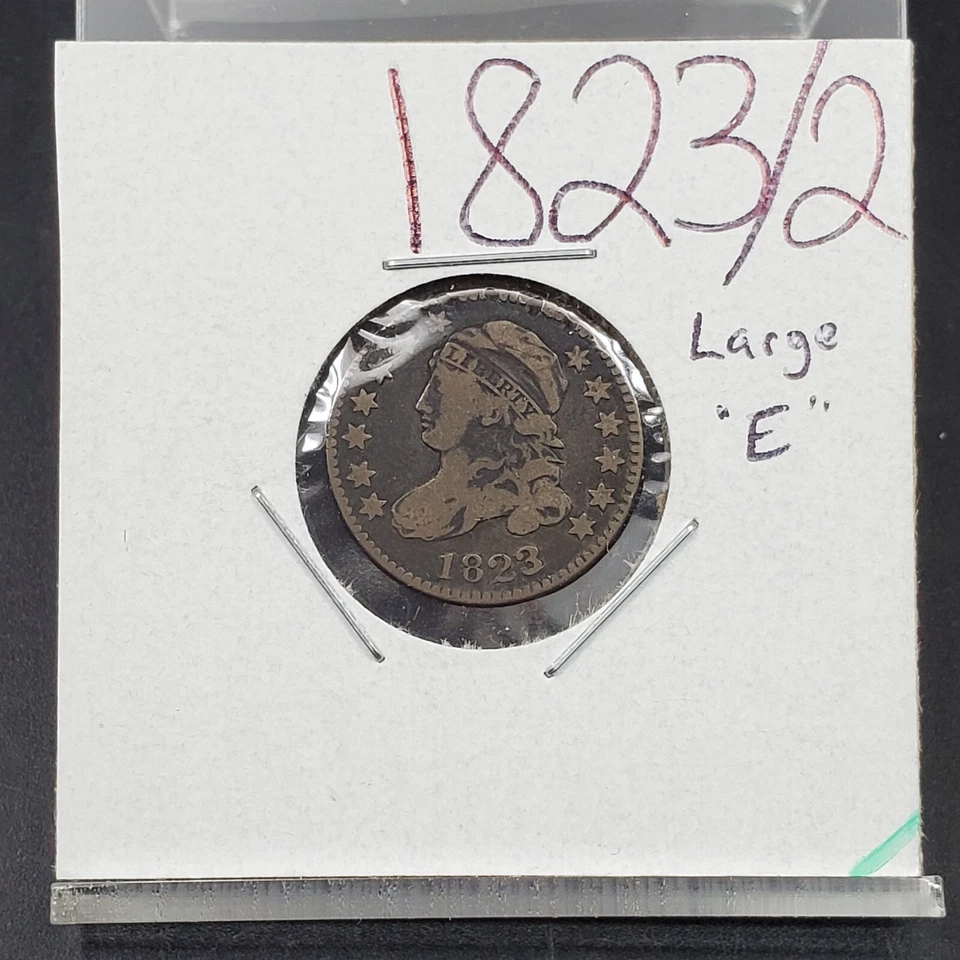 1823/2
Large
"E"
LIBERTY
1823